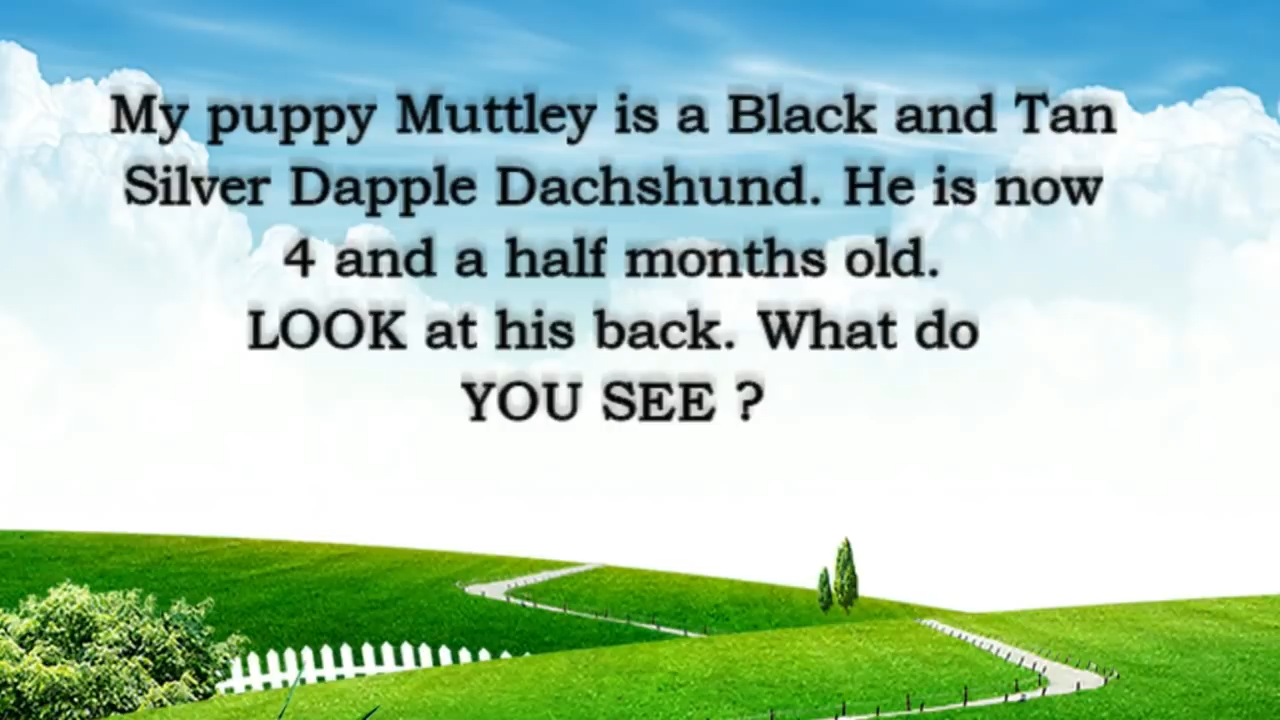 My puppy Muttley is a Black and Tan
Silver Dapple Dachshund. He is now
4 and a half months old.
LOOK at his back. What do
YOU SEE ?